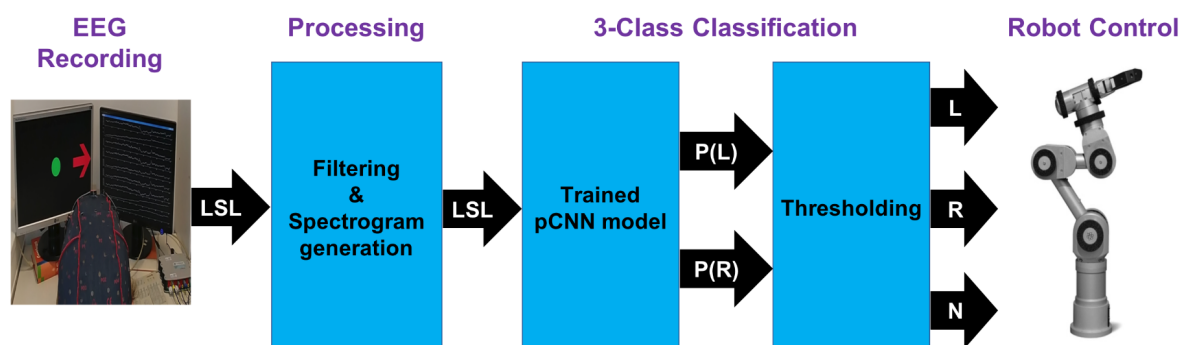 EEG
Recording
Processing
3-Class Classification
Robot Control
LSL
Filtering
&
Spectrogram
generation
LSL
Trained
pCNN model
P(L)
P(R)
Thresholding
L
R
N